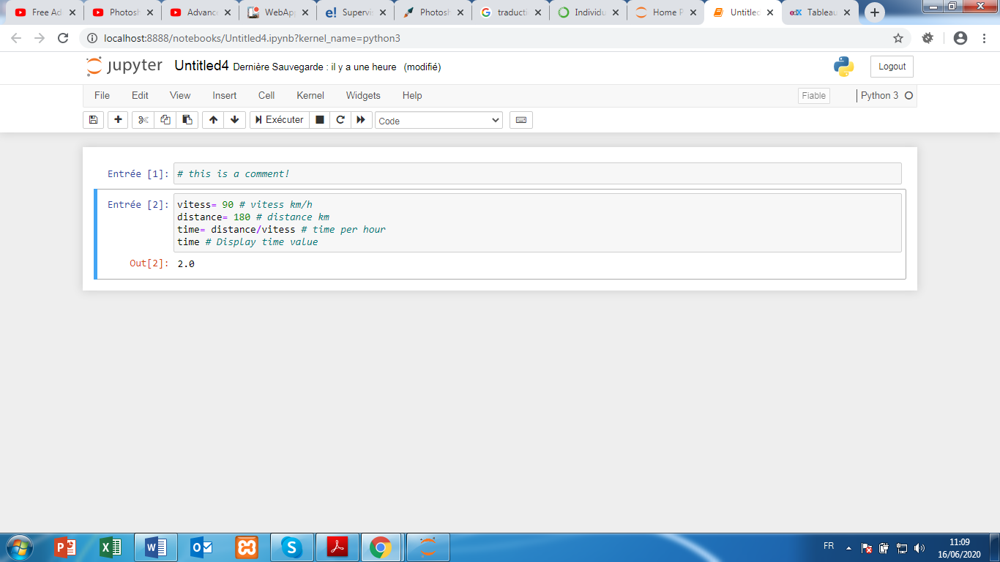 Free Ad
Photosh
Advanc
WebApp
Supervis
Photosh
traducti
Individu
Home P
Untitled
edX Tableau
localhost:8888/notebooks/Untitled4.ipynb?kernel_name=python3
jupyter Untitled4 Dernière Sauvegarde : il y a une heure (modifié)
Logout
File Edit View Insert Cell Kernel Widgets Help
Fiable
Python 3
Exécuter
Code
Entrée [1]: # this is a comment!
Entrée [2]: vitess= 90 # vitess km/h
distance= 180 # distance km
time= distance/vitess # time per hour
time # Display time value
Out[2]: 2.0
FR
11:09
16/06/2020